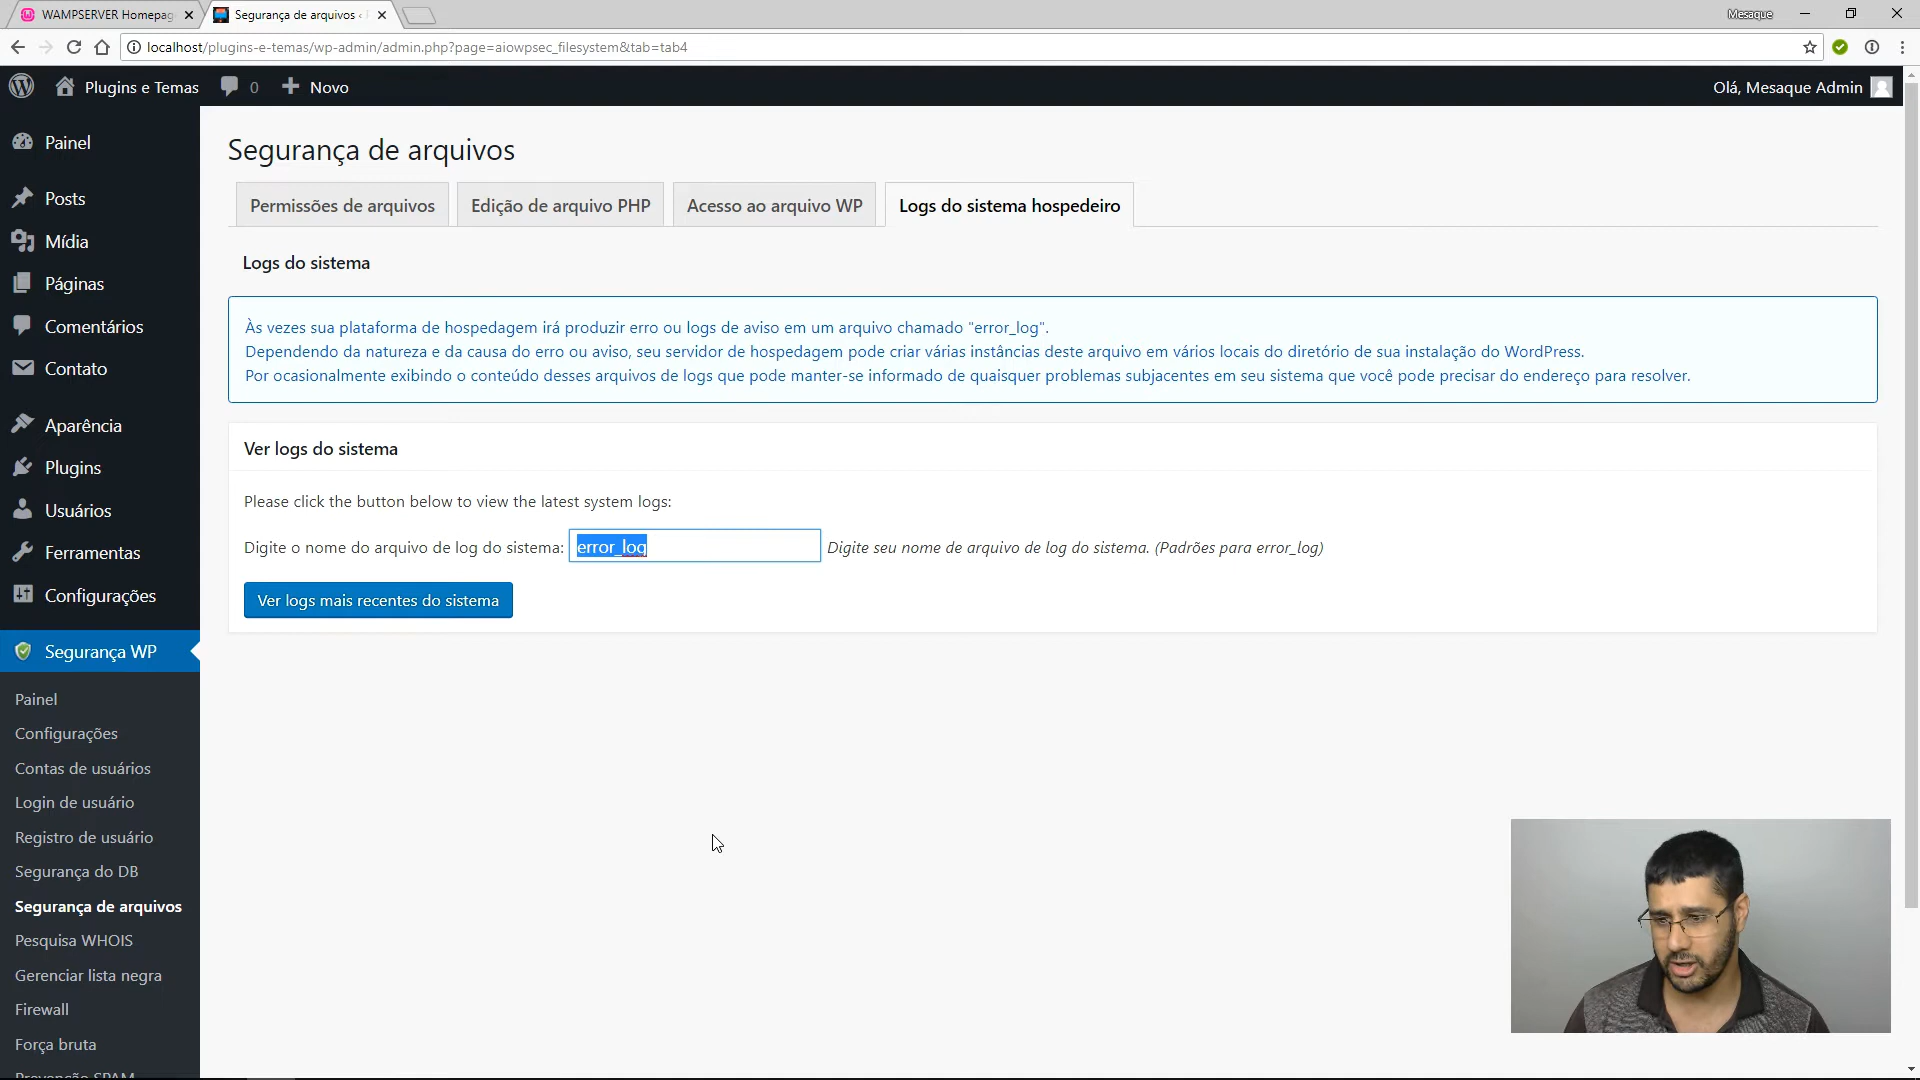 WAMPSERVER Homepag
Segurança de arquivos ‹
Mesaque
localhost/plugins-e-temas/wp-admin/admin.php?page=aiowpsec_filesystem&tab=tab4
Plugins e Temas
0
Novo
Olá, Mesaque Admin
Painel
Posts
Mídia
Páginas
Comentários
Contato
Aparência
Plugins
Usuários
Ferramentas
Configurações
Segurança WP
Painel
Configurações
Contas de usuários
Login de usuário
Registro de usuário
Segurança do DB
Segurança de arquivos
Pesquisa WHOIS
Gerenciar lista negra
Firewall
Força bruta
Prevenção SPAM
Segurança de arquivos
Permissões de arquivos
Edição de arquivo PHP
Acesso ao arquivo WP
Logs do sistema hospedeiro
Logs do sistema
Às vezes sua plataforma de hospedagem irá produzir erro ou logs de aviso em um arquivo chamado "error_log".
Dependendo da natureza e da causa do erro ou aviso, seu servidor de hospedagem pode criar várias instâncias deste arquivo em vários locais do diretório de sua instalação do WordPress.
Por ocasionalmente exibindo o conteúdo desses arquivos de logs que pode manter-se informado de quaisquer problemas subjacentes em seu sistema que você pode precisar do endereço para resolver.
Ver logs do sistema
Please click the button below to view the latest system logs:
Digite o nome do arquivo de log do sistema: error_log Digite seu nome de arquivo de log do sistema. (Padrões para error_log)
Ver logs mais recentes do sistema